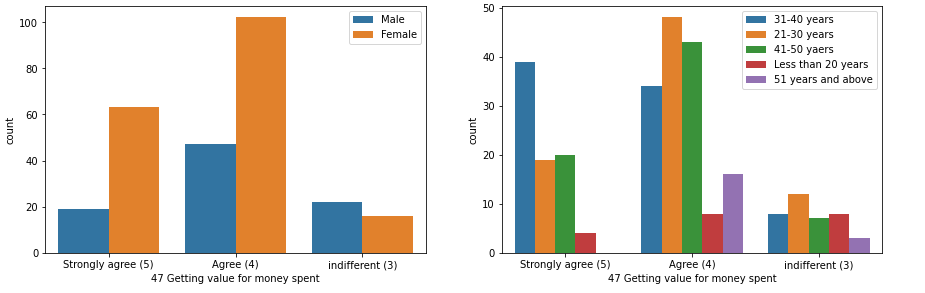 100
80
60
40
20
0
count
Male
Female
Strongly agree (5)
Agree (4)
indifferent (3)
47 Getting value for money spent
50
40
30
20
10
0
count
31-40 years
21-30 years
41-50 yaers
Less than 20 years
51 years and above
Strongly agree (5)
Agree (4)
indifferent (3)
47 Getting value for money spent